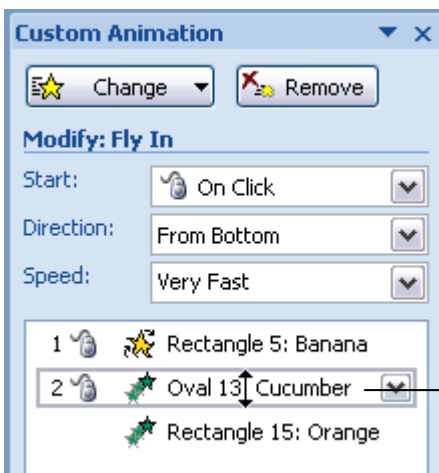 Custom Animation
Change
Remove
Modify: Fly In
Start: On Click
Direction: From Bottom
Speed: Very Fast
1 Rectangle 5: Banana
2 Oval 13: Cucumber
Rectangle 15: Orange